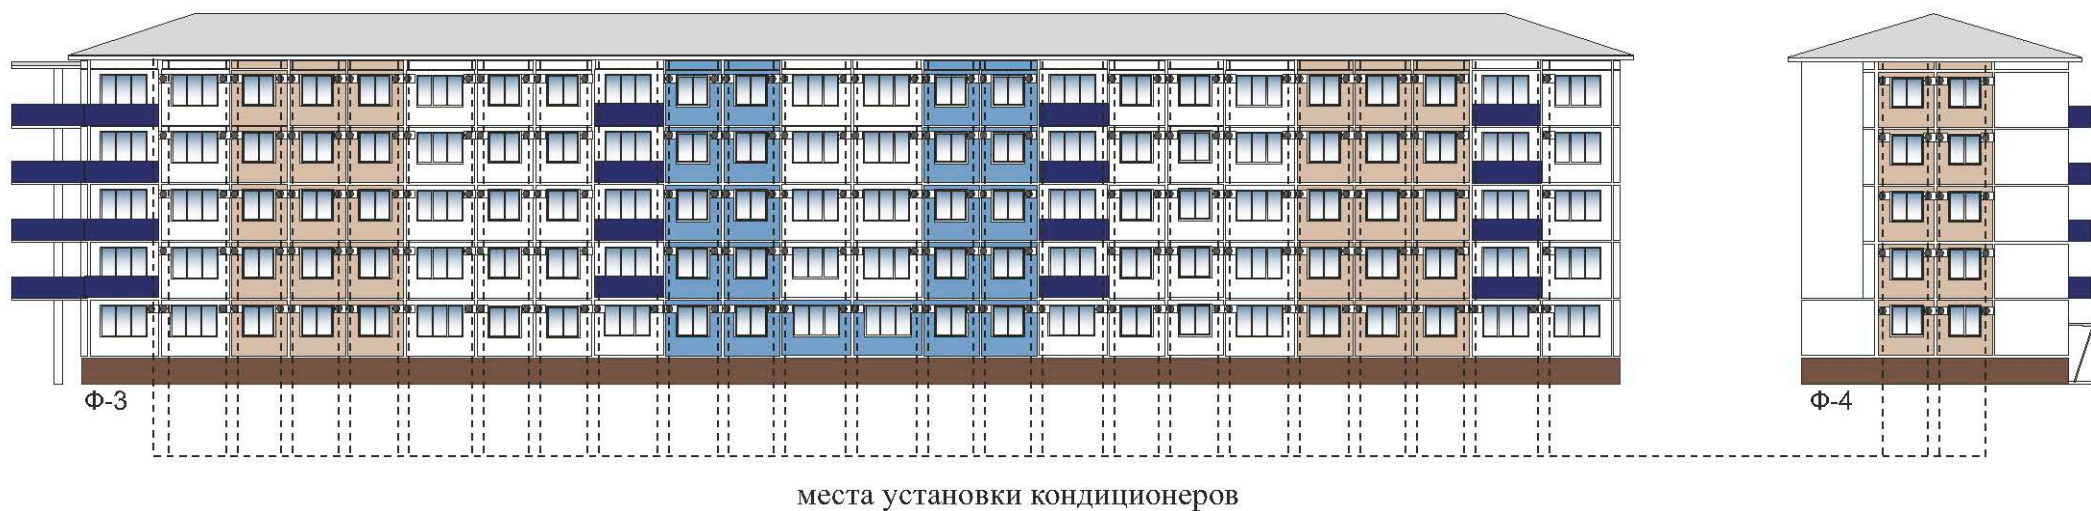 Ф-3
Ф-4
места установки кондиционеров